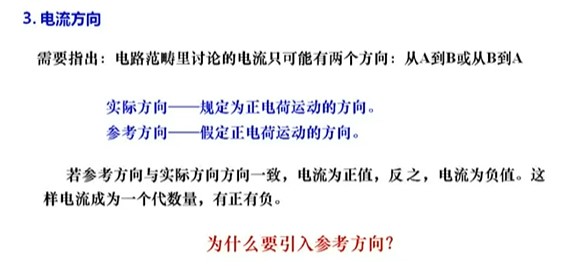 3. 电流方向
需要指出：电路范畴里讨论的电流只可能有两个方向：从A到B或从B到A
实际方向——规定为正电荷运动的方向。
参考方向——假定正电荷运动的方向。
若参考方向与实际方向方向一致，电流为正值，反之，电流为负值。这
样电流成为一个代数量，有正有负。
为什么要引入参考方向？